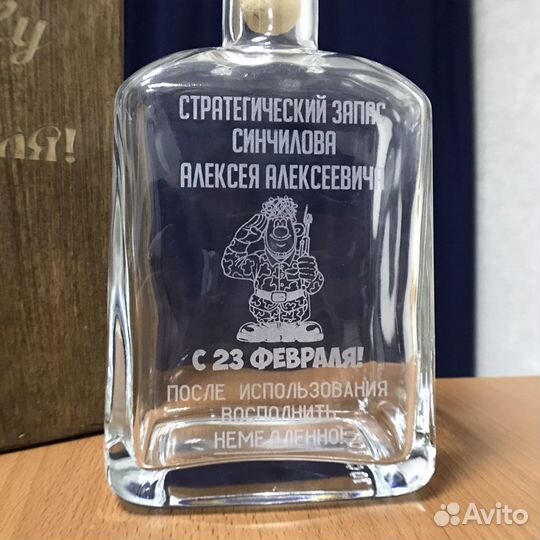 СТРАТЕГИЧЕСКИЙ ЗАПАС
СИНЧИЛОВА
АЛЕКСЕЯ АЛЕКСЕЕВИЧА
С 23 ФЕВРАЛЯ!
ПОСЛЕ ИСПОЛЬЗОВАНИЯ
ВОСПОЛНИТЬ
НЕМЕДЛЕННО!
Avito